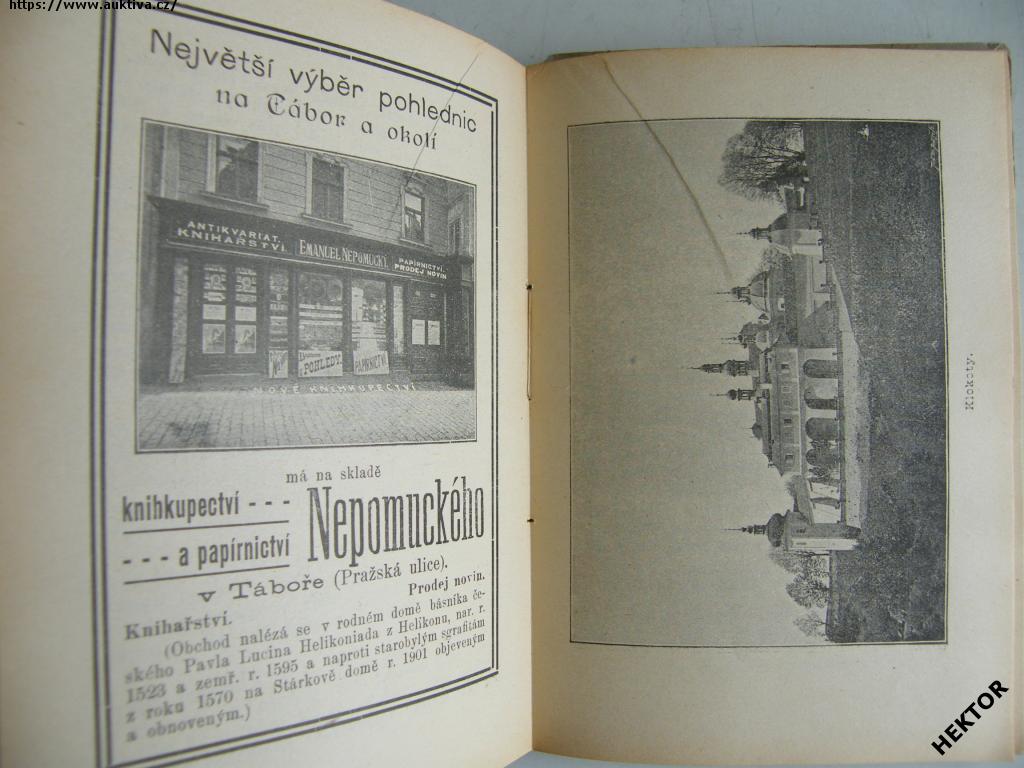 https://www.auktiva.cz/
Největší výběr pohlednic
na Tábor a okolí
ANTIKVARIÁT,
KNIHAŘSTVÍ.
EMANUEL NEPOMUCKÝ.
PAPÍRNICTVÍ.
PRODEJ NOVIN
POHLEDY.
PAPÍRNICTVÍ.
NOVÉ KNIHKUPECTVÍ
má na skladě
knihkupectví - - -
- - - a papírnictví
Nepomuckého
v Táboře (Pražská ulice).
Knihařství.
Prodej novin.
(Obchod nalézá se v rodném domě básníka če-
ského Pavla Lucina Helikoniada z Helikonu, nar. r.
1523 a zemř. r. 1595 a naproti starobylým sgrafitám
z roku 1570 na Stárkově domě r. 1901 objeveným
a obnoveným.)
Klokoty.
HEKTOR